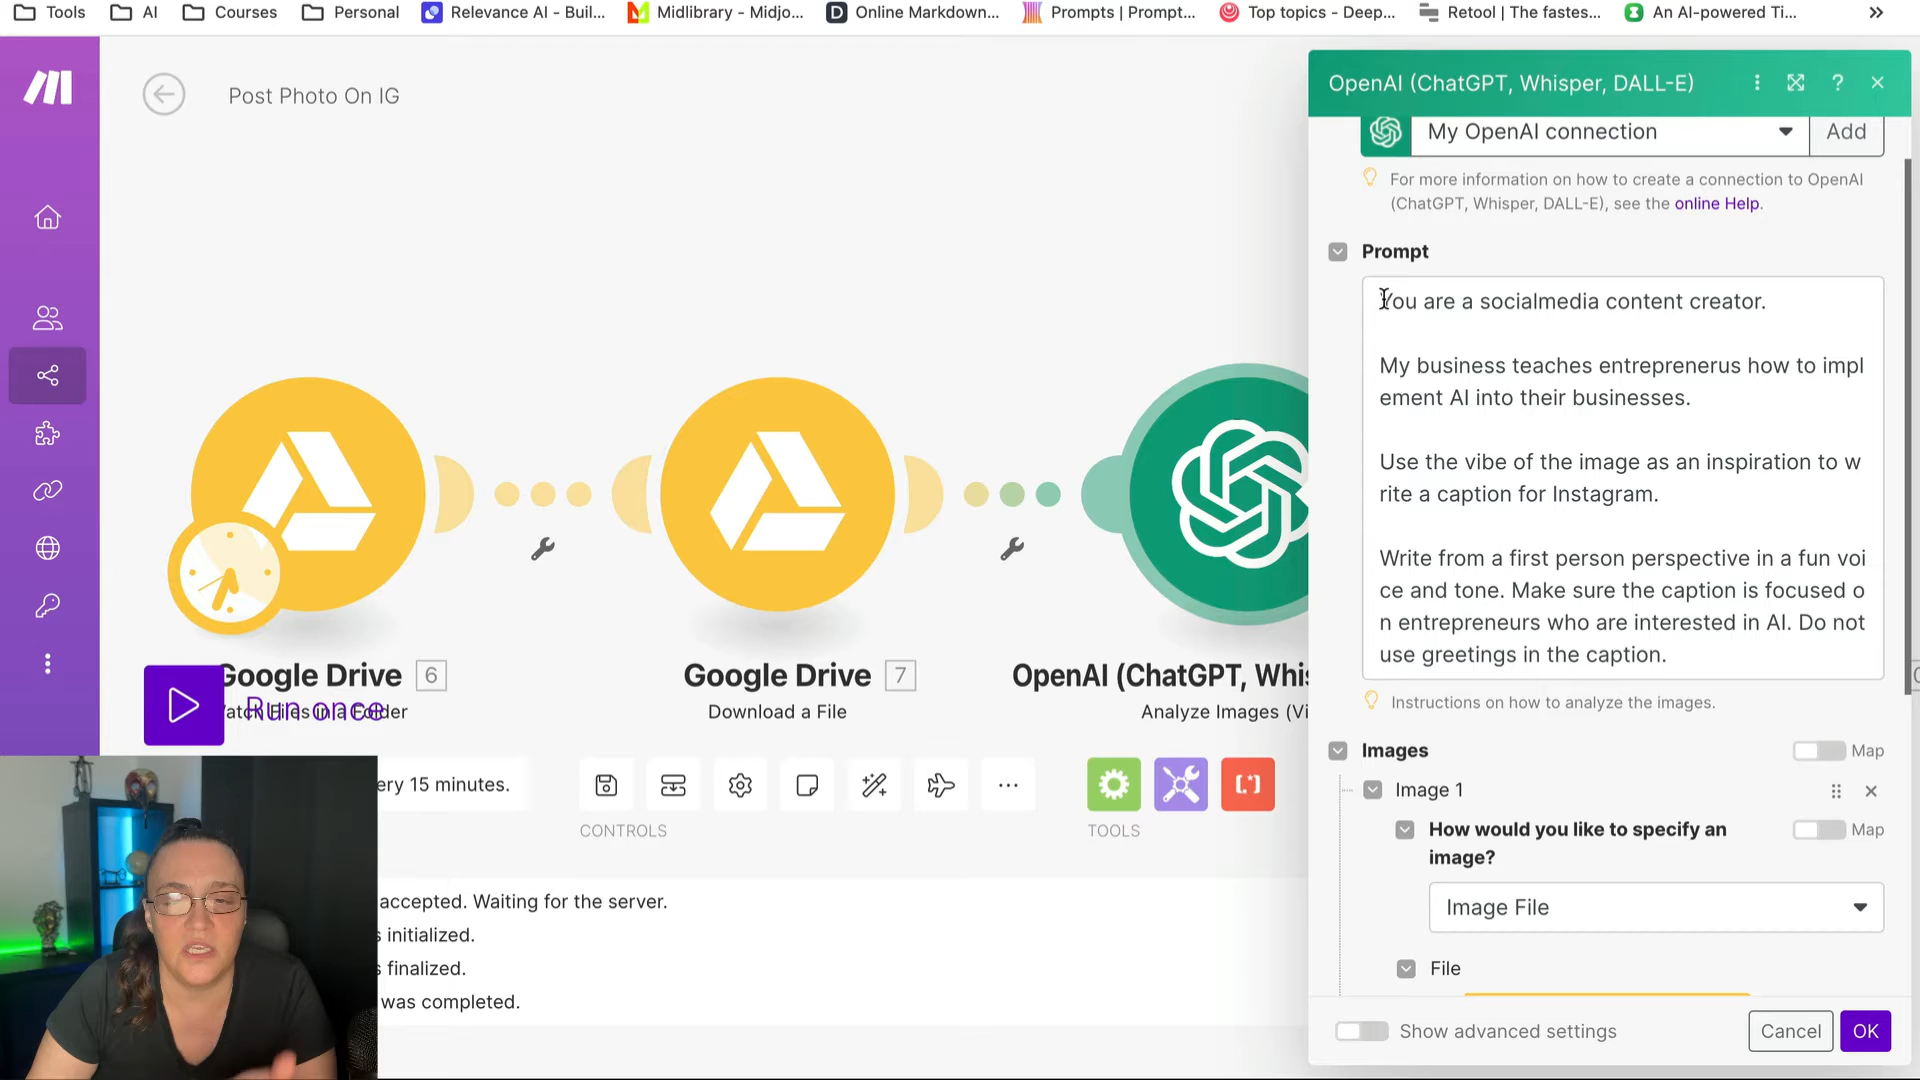 Tools
AI
Courses
Personal
Relevance AI - Buil...
Midlibrary - Midjo...
Online Markdown...
Prompts | Prompt...
Top topics - Deep...
Retool | The fastes...
An AI-powered Ti...
»
Post Photo On IG
OpenAI (ChatGPT, Whisper, DALL-E)
My OpenAI connection
Add
For more information on how to create a connection to OpenAI
(ChatGPT, Whisper, DALL-E), see the online Help.
Prompt
You are a socialmedia content creator.
My business teaches entreprenerus how to impl
ement AI into their businesses.
Use the vibe of the image as an inspiration to w
rite a caption for Instagram.
Write from a first person perspective in a fun voi
ce and tone. Make sure the caption is focused o
n entrepreneurs who are interested in AI. Do not
use greetings in the caption.
Instructions on how to analyze the images.
Images
Map
Image 1
How would you like to specify an
image?
Map
Image File
File
Show advanced settings
Cancel
OK
Google Drive 6
Watch Files in a Folder
Run once
Google Drive 7
Download a File
OpenAI (ChatGPT, Whis
Analyze Images (Vi
ery 15 minutes.
CONTROLS
TOOLS
accepted. Waiting for the server.
s initialized.
s finalized.
was completed.